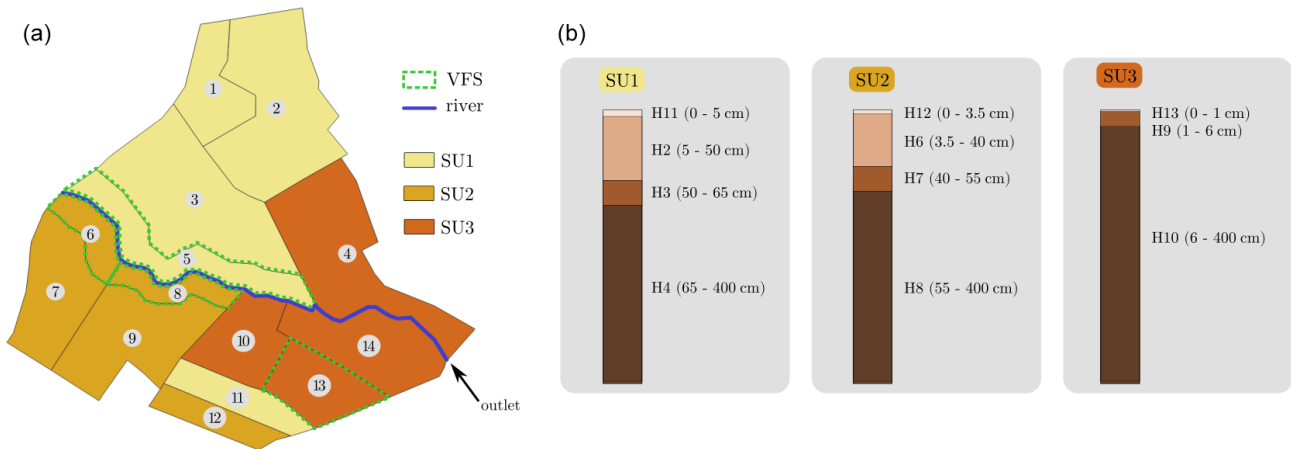 (a)
1
2
3
4
5
6
7
8
9
10
11
12
13
14
VFS
river
SU1
SU2
SU3
outlet
(b)
SU1
H11 (0 - 5 cm)
H2 (5 - 50 cm)
H3 (50 - 65 cm)
H4 (65 - 400 cm)
SU2
H12 (0 - 3.5 cm)
H6 (3.5 - 40 cm)
H7 (40 - 55 cm)
H8 (55 - 400 cm)
SU3
H13 (0 - 1 cm)
H9 (1 - 6 cm)
H10 (6 - 400 cm)